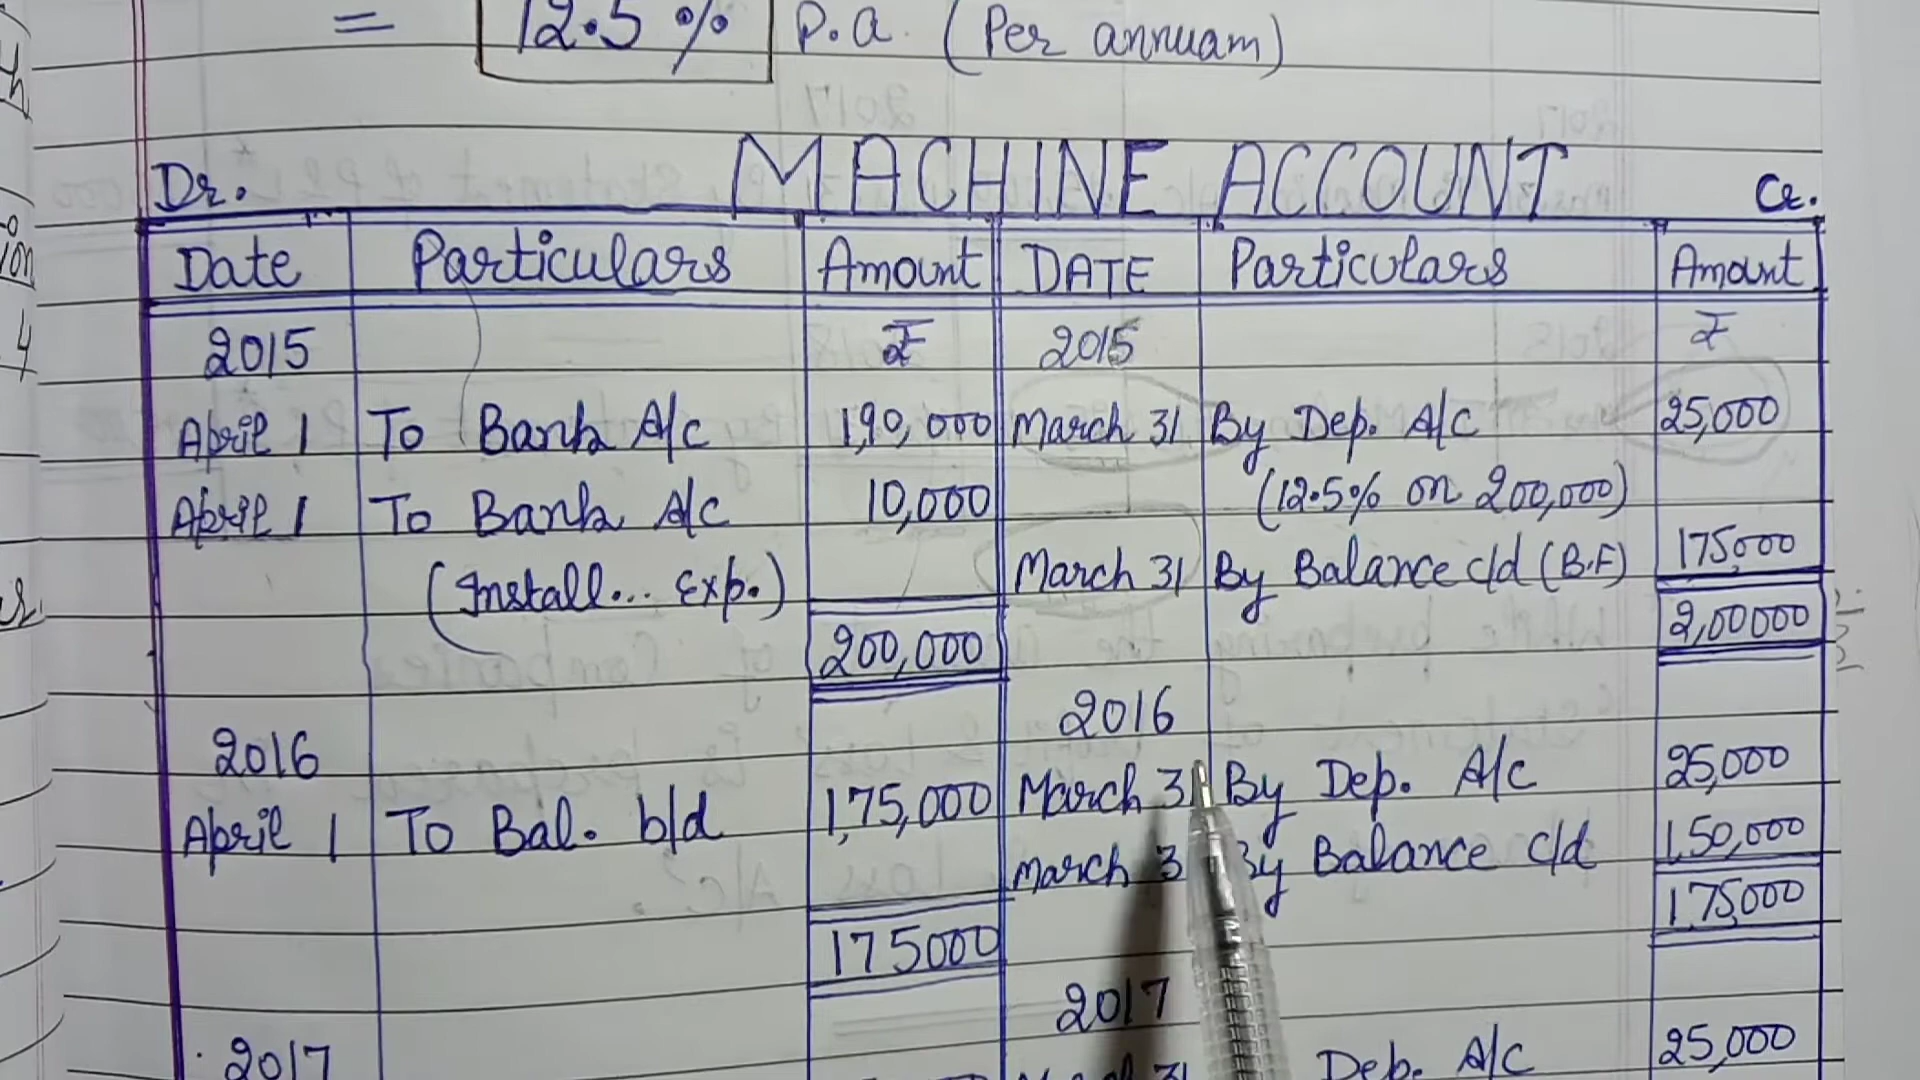 = 12.5% P.a. (Per annuam)
MACHINE ACCOUNT
Dr. Cr.
Date Particulars Amount DATE Particulars Amount
2015 ₹ 2015 ₹
April 1 To Bank A/c 1,90,000 March 31 By Dep. A/c 25,000
April 1 To Bank A/c 10,000 (12.5% on 200,000)
(Install... Exp.) March 31 By Balance c/d (B.F) 175,000
200,000 2,00000
2016 2016
April 1 To Bal. b/d 1,75,000 March 31 By Dep. A/c 25,000
March 3 By Balance c/d 1,50,000
175000 1,75,000
2017 2017
Dep. A/c 25,000